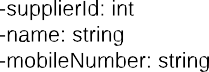 -supplierId: int
-name: string
-mobileNumber: string